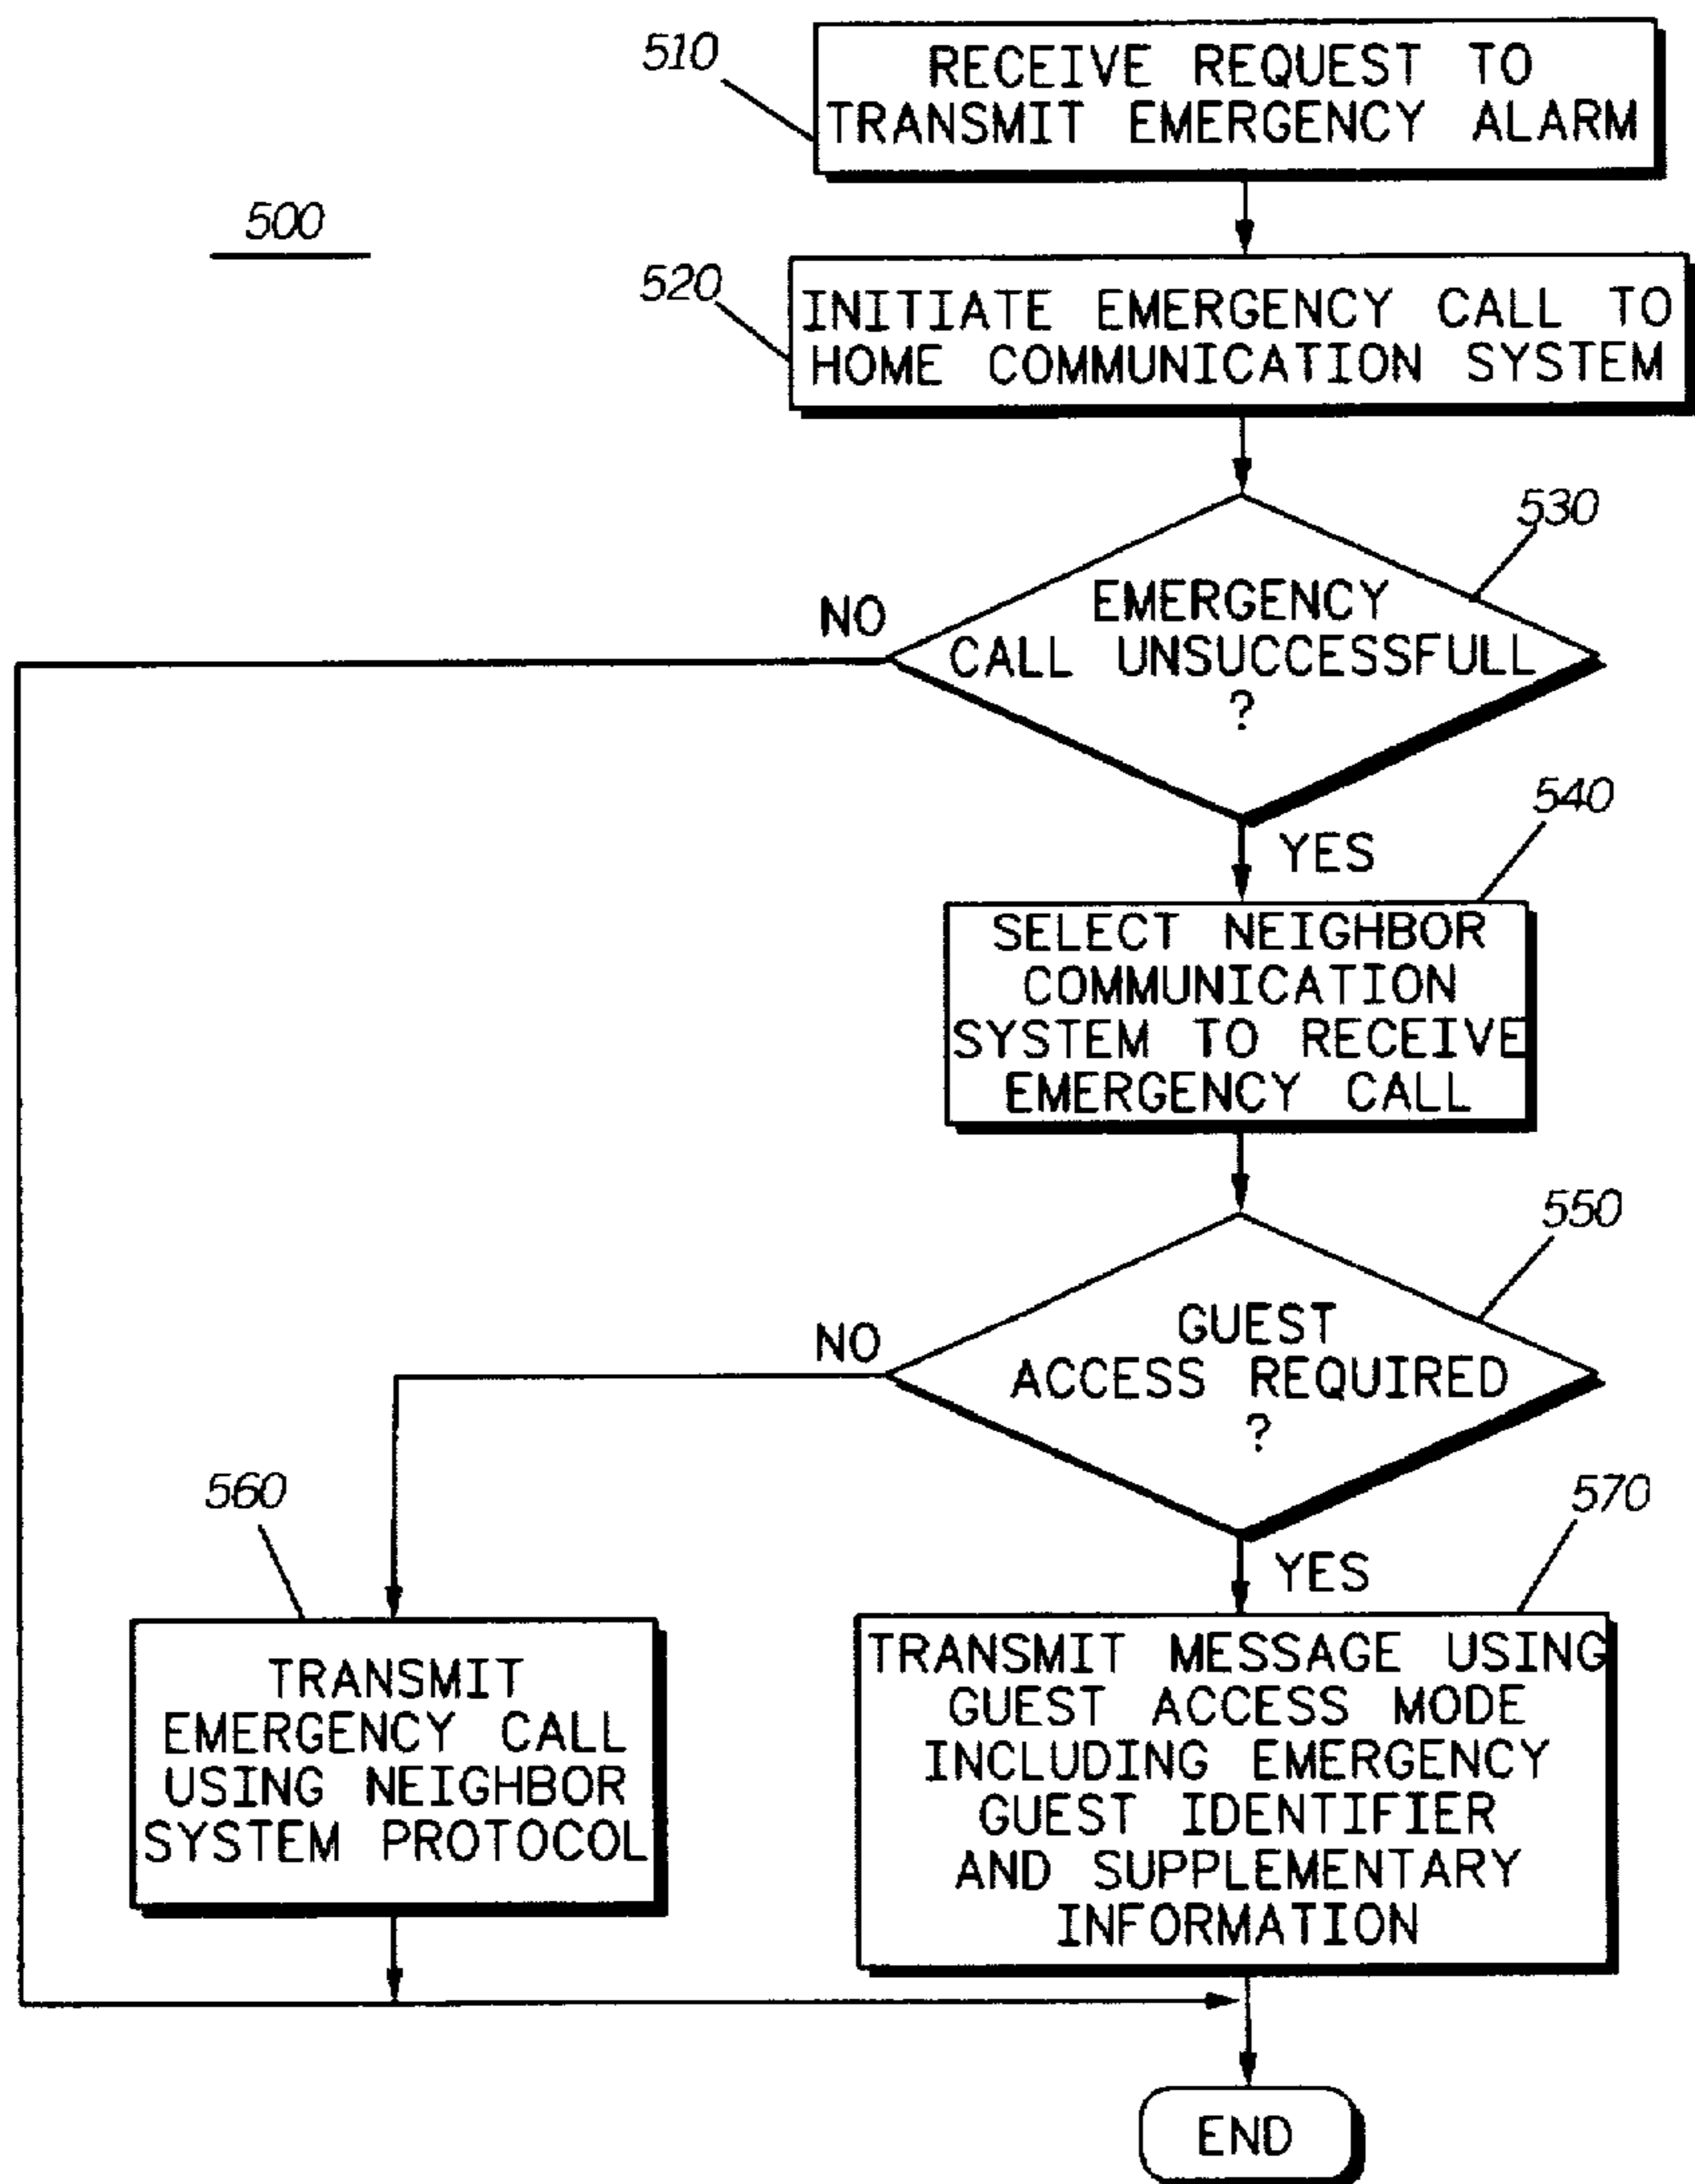 510
RECEIVE REQUEST TO
TRANSMIT EMERGENCY ALARM
500
520
INITIATE EMERGENCY CALL TO
HOME COMMUNICATION SYSTEM
530
EMERGENCY
CALL UNSUCCESSFULL
?
NO
YES
540
SELECT NEIGHBOR
COMMUNICATION
SYSTEM TO RECEIVE
EMERGENCY CALL
550
GUEST
ACCESS REQUIRED
?
NO
YES
560
TRANSMIT
EMERGENCY CALL
USING NEIGHBOR
SYSTEM PROTOCOL
570
TRANSMIT MESSAGE USING
GUEST ACCESS MODE
INCLUDING EMERGENCY
GUEST IDENTIFIER
AND SUPPLEMENTARY
INFORMATION
END